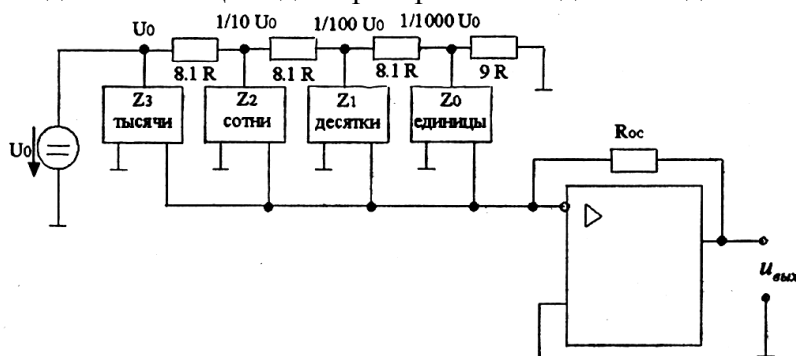 U0 1/10 U0 1/100 U0 1/1000 U0
8.1 R 8.1 R 8.1 R 9 R
Z3 Z2 Z1 Z0
тысячи сотни десятки единицы
U0
Rос
uвых